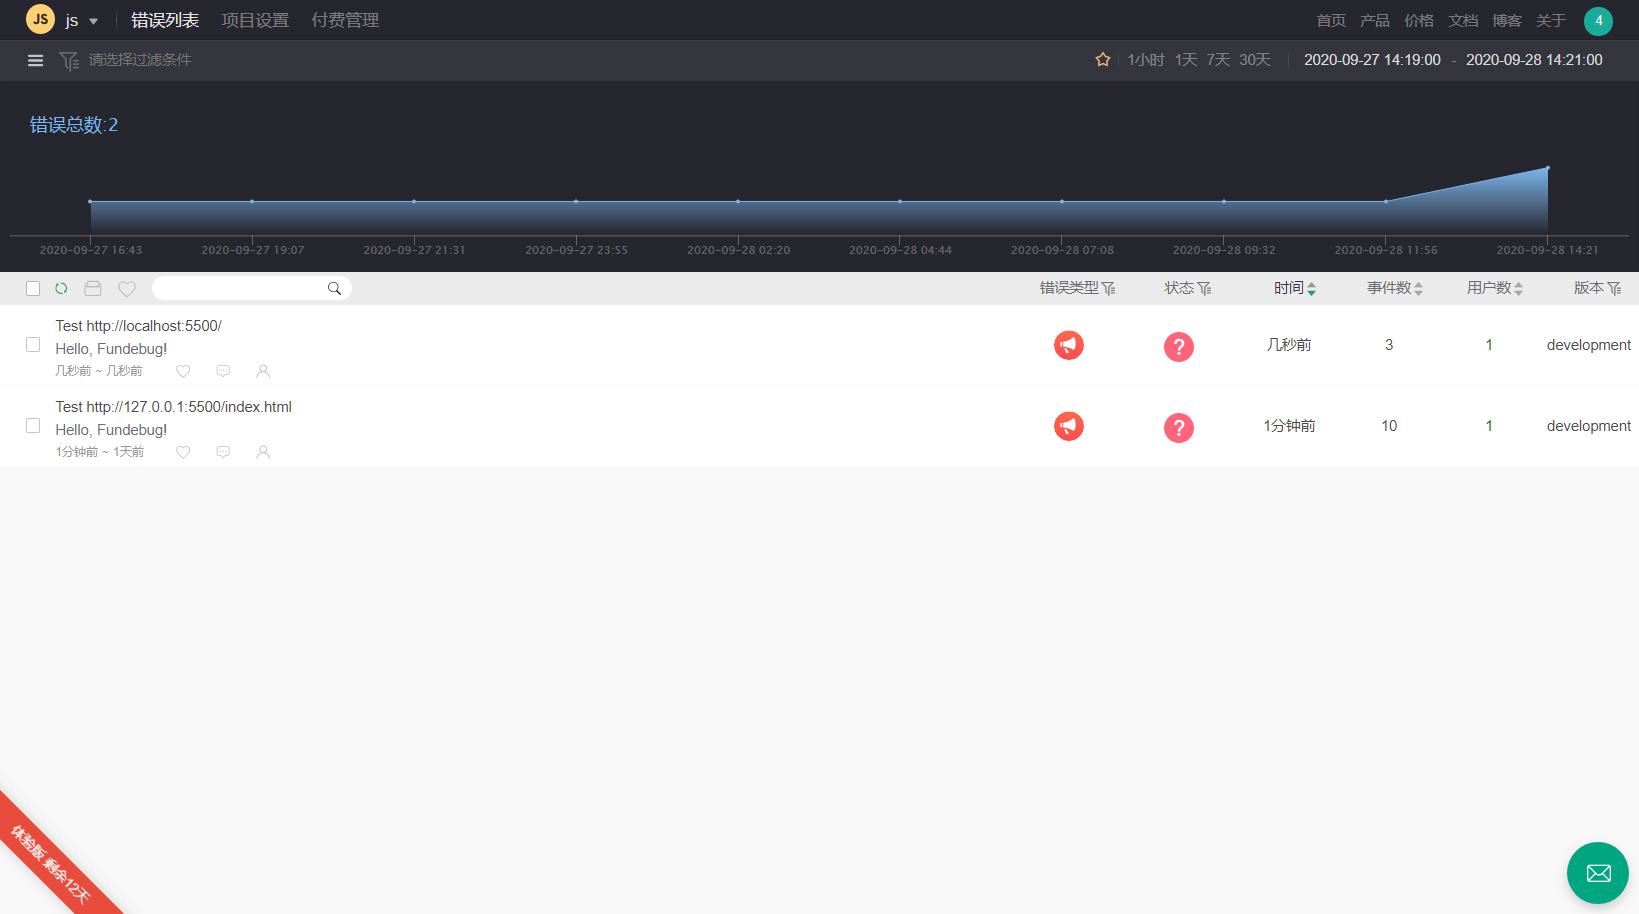 JS js 错误列表 项目设置 付费管理 首页 产品 价格 文档 博客 关于 4
请选择过滤条件 1小时 1天 7天 30天 2020-09-27 14:19:00 - 2020-09-28 14:21:00
错误总数:2
2020-09-27 16:43 2020-09-27 19:07 2020-09-27 21:31 2020-09-27 23:55 2020-09-28 02:20 2020-09-28 04:44 2020-09-28 07:08 2020-09-28 09:32 2020-09-28 11:56 2020-09-28 14:21
错误类型 状态 时间 事件数 用户数 版本
Test http://localhost:5500/
Hello, Fundebug!
几秒前 ~ 几秒前
? 几秒前 3 1 development
Test http://127.0.0.1:5500/index.html
Hello, Fundebug!
1分钟前 ~ 1天前
? 1分钟前 10 1 development
体验版 剩余12天